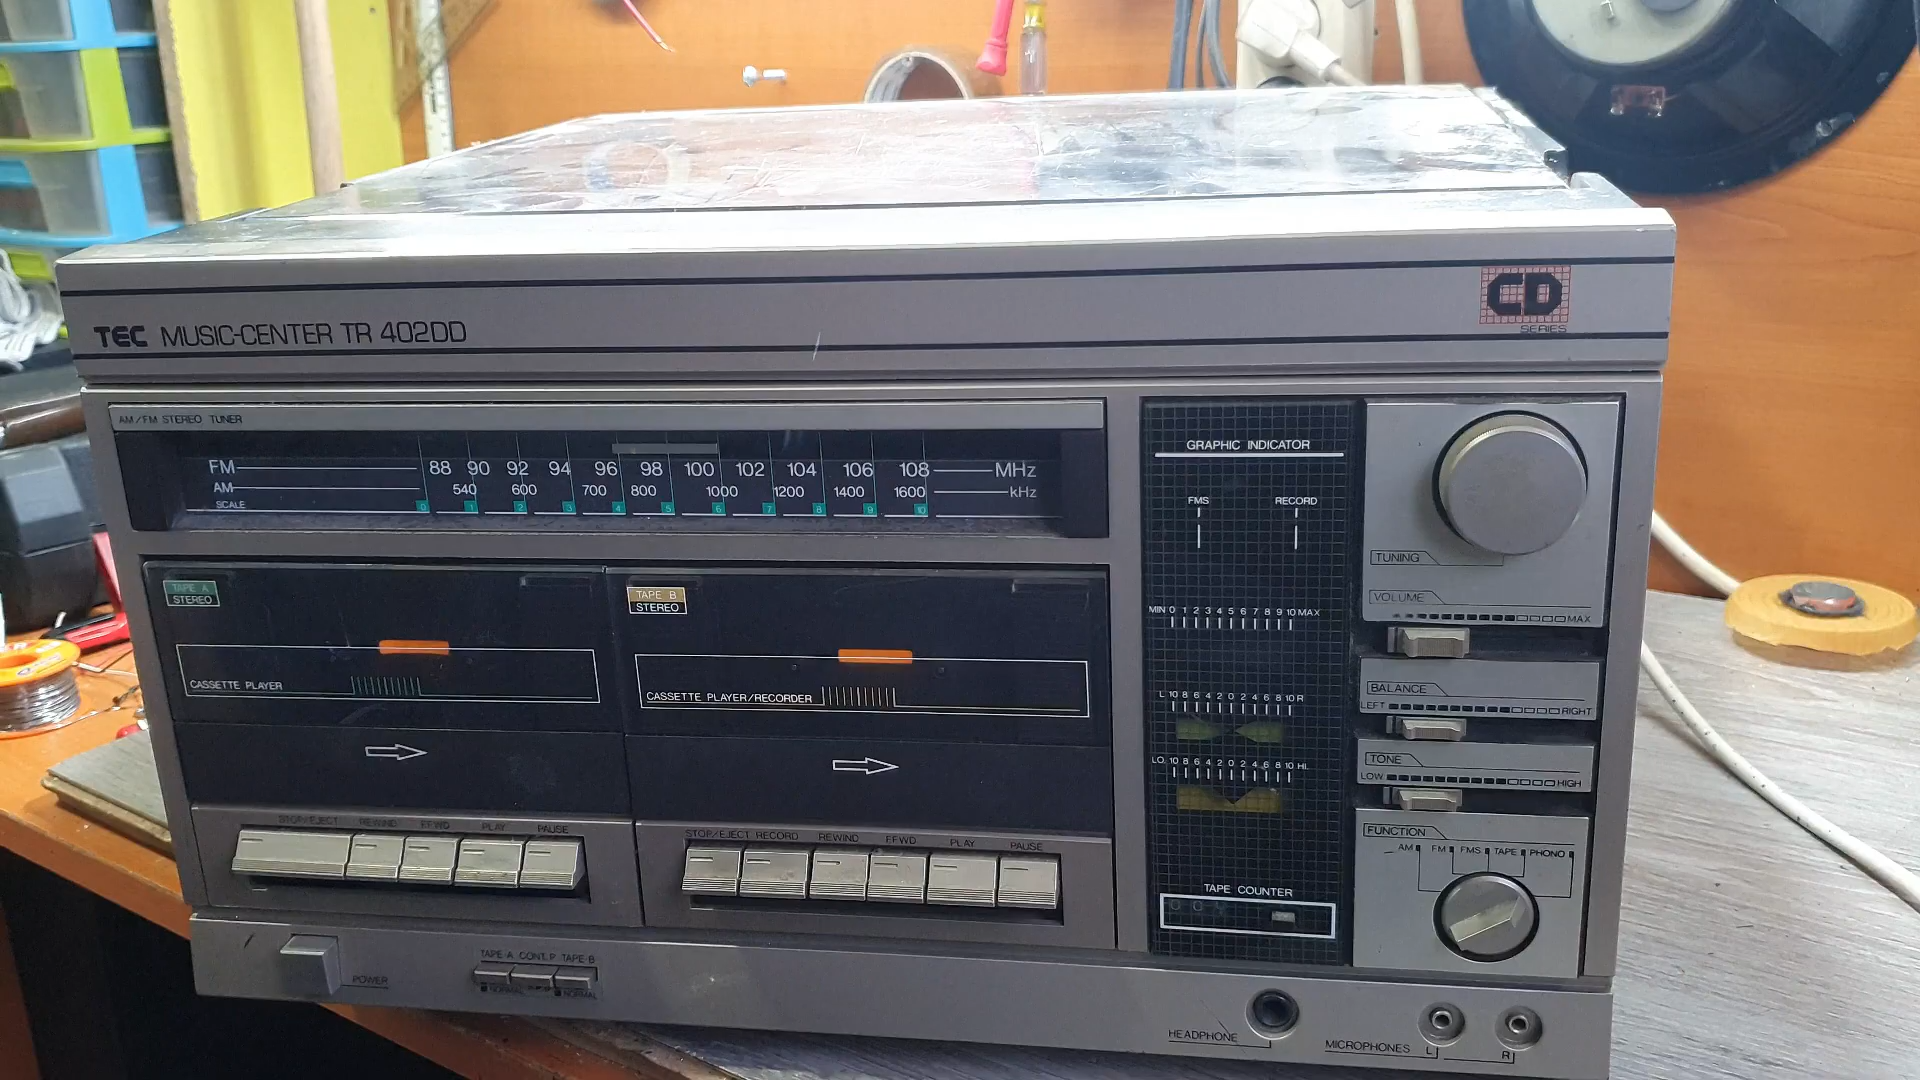 TEC MUSIC-CENTER TR 402DD
CD
SERIES
AM/FM STEREO TUNER
FM 88 90 92 94 96 98 100 102 104 106 108 MHz
AM 540 600 700 800 1000 1200 1400 1600 kHz
SCALE 0 1 2 3 4 5 6 7 8 9 10
TAPE A
STEREO
CASSETTE PLAYER
TAPE B
STEREO
CASSETTE PLAYER/RECORDER
STOP/EJECT REWIND F.FWD PLAY PAUSE
STOP/EJECT RECORD REWIND F.FWD PLAY PAUSE
POWER
TAPE A CONT. P TAPE B
NORMAL NORMAL
GRAPHIC INDICATOR
FMS RECORD
MIN 0 1 2 3 4 5 6 7 8 9 10 MAX
L 10 8 6 4 2 0 2 4 6 8 10 R
LO. 10 8 6 4 2 0 2 4 6 8 10 HI.
TAPE COUNTER
TUNING
VOLUME
MAX
BALANCE
LEFT RIGHT
TONE
LOW HIGH
FUNCTION
AM FM FMS TAPE PHONO
HEADPHONE
MICROPHONES L R